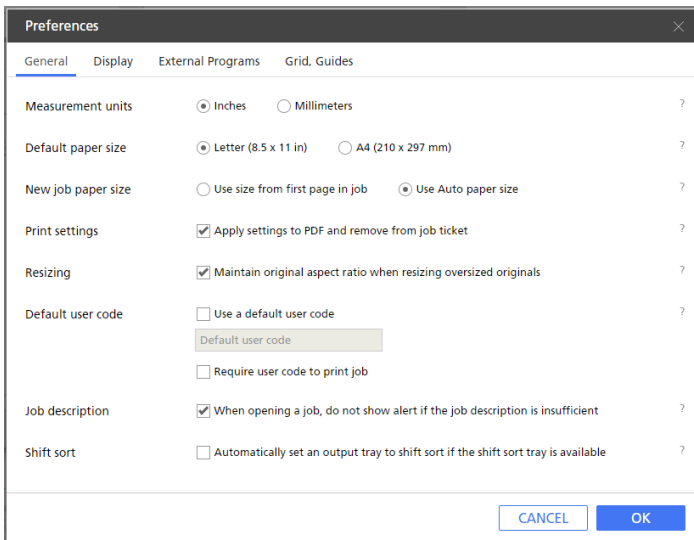 Preferences
General Display External Programs Grid, Guides
Measurement units Inches Millimeters ?
Default paper size Letter (8.5 x 11 in) A4 (210 x 297 mm) ?
New job paper size Use size from first page in job Use Auto paper size ?
Print settings Apply settings to PDF and remove from job ticket ?
Resizing Maintain original aspect ratio when resizing oversized originals ?
Default user code Use a default user code ?
Default user code
Require user code to print job
Job description When opening a job, do not show alert if the job description is insufficient ?
Shift sort Automatically set an output tray to shift sort if the shift sort tray is available ?
CANCEL OK